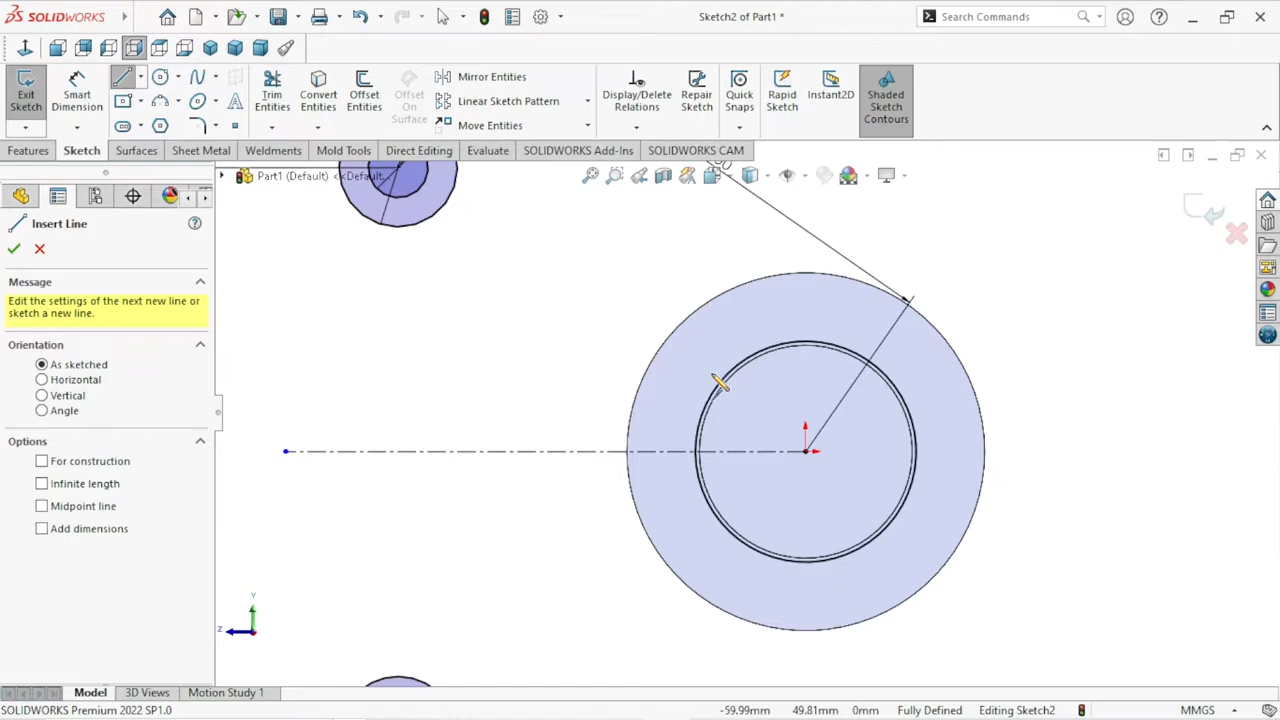 SOLIDWORKS
Sketch2 of Part1 *
Search Commands
Exit Sketch
Smart Dimension
Trim Entities
Convert Entities
Offset Entities
Offset On Surface
Mirror Entities
Linear Sketch Pattern
Move Entities
Display/Delete Relations
Repair Sketch
Quick Snaps
Rapid Sketch
Instant2D
Shaded Sketch Contours
Features Sketch Surfaces Sheet Metal Weldments Mold Tools Direct Editing Evaluate SOLIDWORKS Add-Ins SOLIDWORKS CAM
Part1 (Default) <<Default...
Insert Line
Message
Edit the settings of the next new line or
sketch a new line.
Orientation
As sketched
Horizontal
Vertical
Angle
Options
For construction
Infinite length
Midpoint line
Add dimensions
Y
Z
Model 3D Views Motion Study 1
SOLIDWORKS Premium 2022 SP1.0
-59.99mm 49.81mm 0mm Fully Defined Editing Sketch2 MMGS